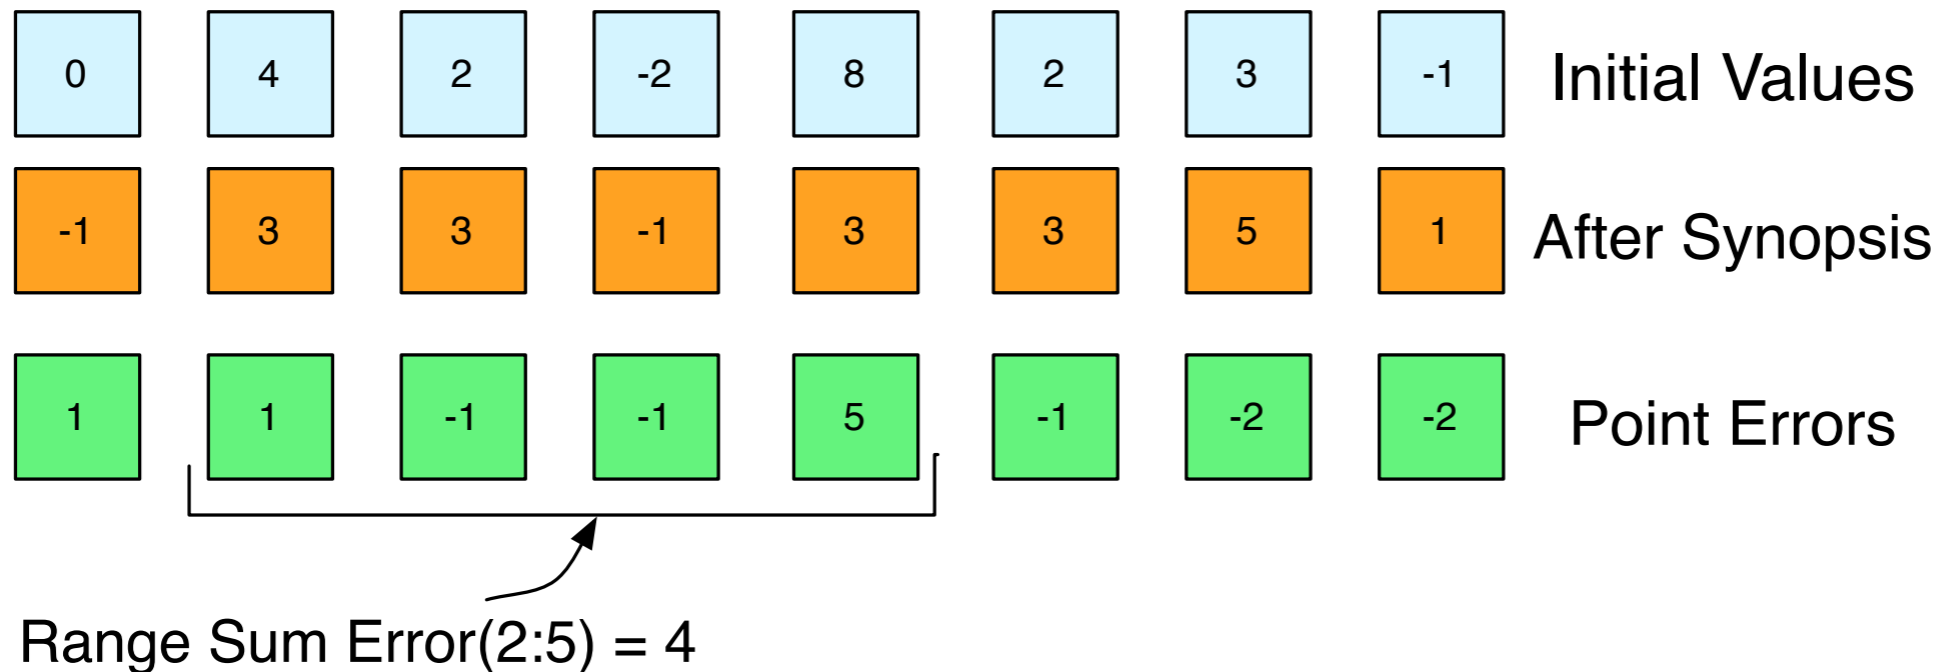 0 4 2 -2 8 2 3 -1 Initial Values
-1 3 3 -1 3 3 5 1 After Synopsis
1 1 -1 -1 5 -1 -2 -2 Point Errors
Range Sum Error(2:5) = 4